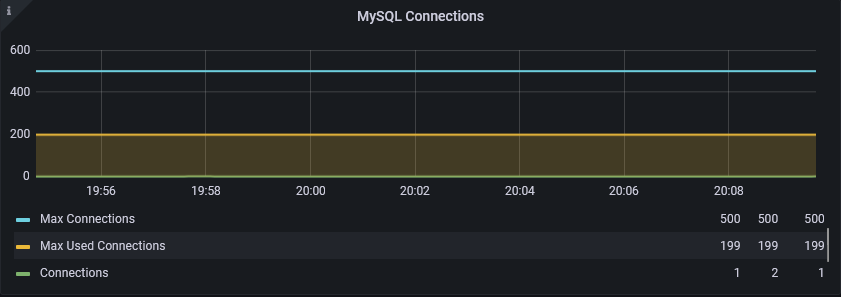 MySQL Connections
600
400
200
0
19:56 19:58 20:00 20:02 20:04 20:06 20:08
Max Connections 500 500 500
Max Used Connections 199 199 199
Connections 1 2 1